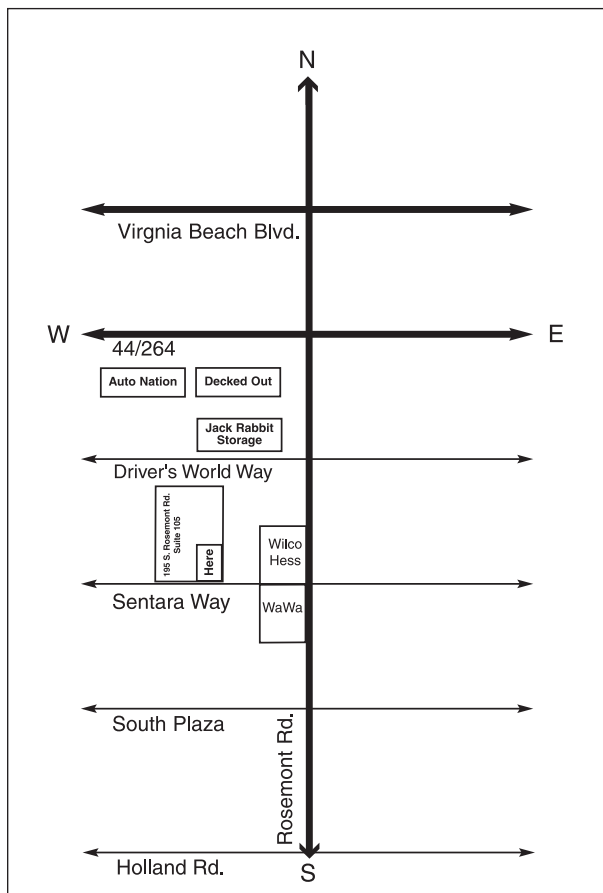 N
Virgnia Beach Blvd.
W
E
44/264
Auto Nation
Decked Out
Jack Rabbit
Storage
Driver's World Way
195 S. Rosemont Rd.
Suite 105
Here
Wilco
Hess
Sentara Way
WaWa
South Plaza
Rosemont Rd.
Holland Rd.
S